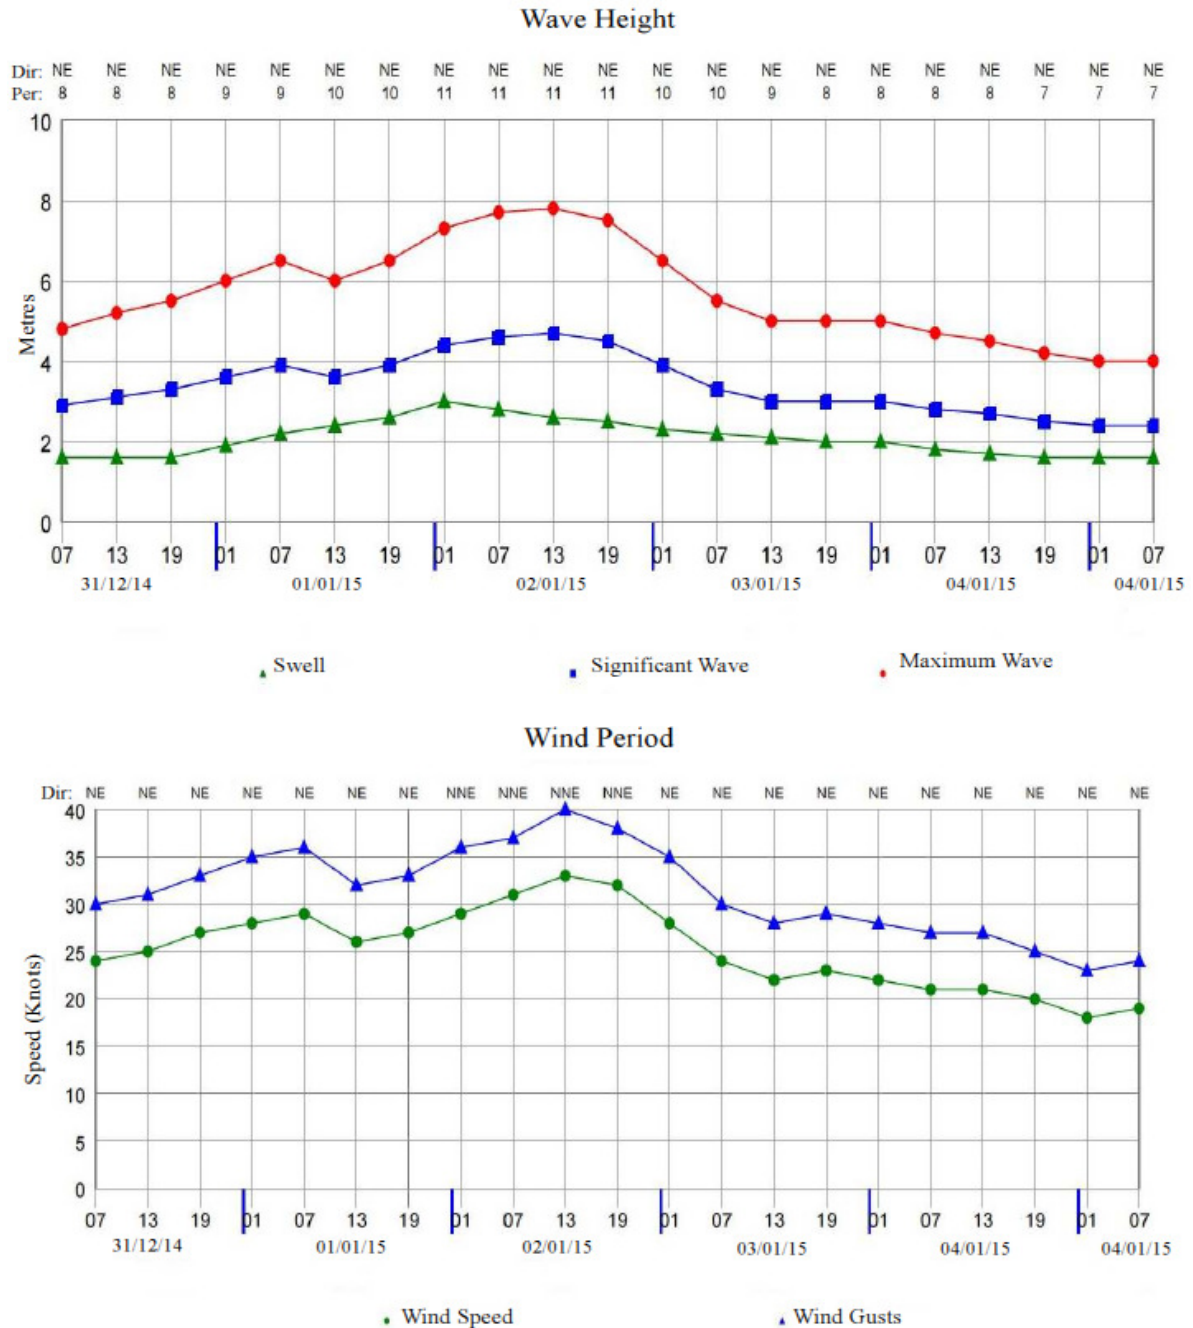 Wave Height
Dir: NE NE NE NE NE NE NE NE NE NE NE NE NE NE NE NE NE NE NE NE NE
Per: 8 8 8 9 9 10 10 11 11 11 11 10 10 9 8 8 8 8 7 7 7
10
8
6
4
2
0
Metres
07 13 19 01 07 13 19 01 07 13 19 01 07 13 19 01 07 13 19 01 07
31/12/14 01/01/15 02/01/15 03/01/15 04/01/15 04/01/15
Swell Significant Wave Maximum Wave
Wind Period
Dir: NE NE NE NE NE NE NE NNE NNE NNE NNE NE NE NE NE NE NE NE NE NE NE
40
35
30
25
20
15
10
5
0
Speed (Knots)
07 13 19 01 07 13 19 01 07 13 19 01 07 13 19 01 07 13 19 01 07
31/12/14 01/01/15 02/01/15 03/01/15 04/01/15 04/01/15
Wind Speed Wind Gusts